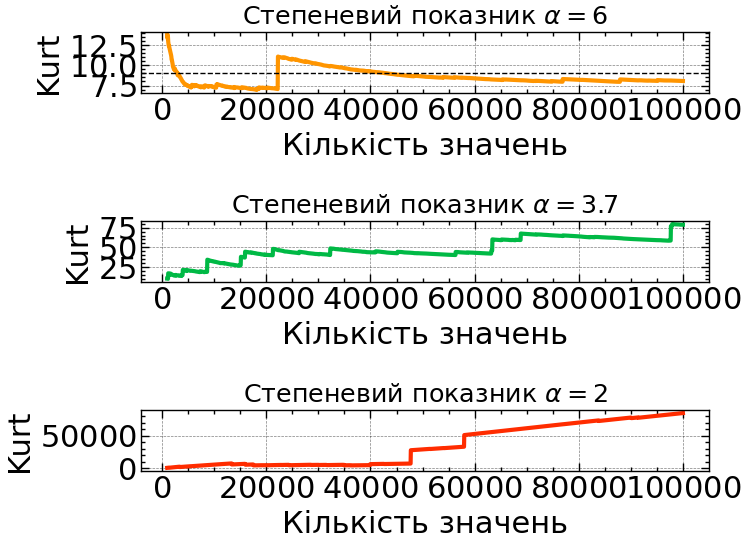 Степеневий показник α = 6
Kurt
12.5
10.0
7.5
0 20000 40000 60000 80000 100000
Кількість значень
Степеневий показник α = 3.7
Kurt
75
50
25
0 20000 40000 60000 80000 100000
Кількість значень
Степеневий показник α = 2
Kurt
50000
0
0 20000 40000 60000 80000 100000
Кількість значень